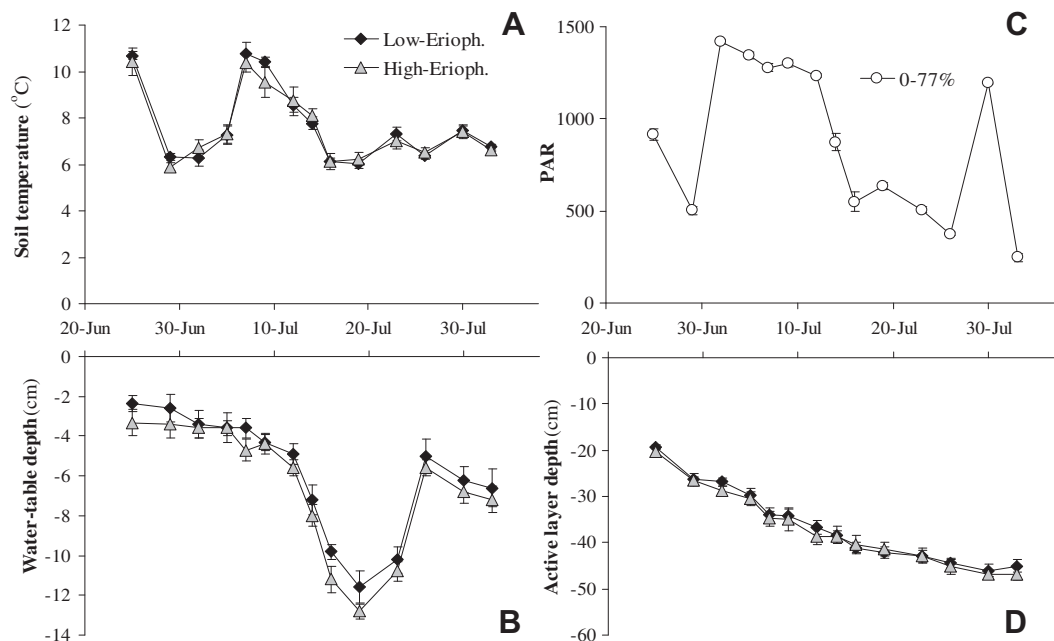 12
10
8
6
4
2
0
Soil temperature (°C)
A
Low-Erioph.
High-Erioph.
20-Jun 30-Jun 10-Jul 20-Jul 30-Jul
1500
1000
500
0
PAR
C
0-77%
20-Jun 30-Jun 10-Jul 20-Jul 30-Jul
0
-2
-4
-6
-8
-10
-12
-14
Water-table depth (cm)
B
0
-10
-20
-30
-40
-50
-60
Active layer depth (cm)
D